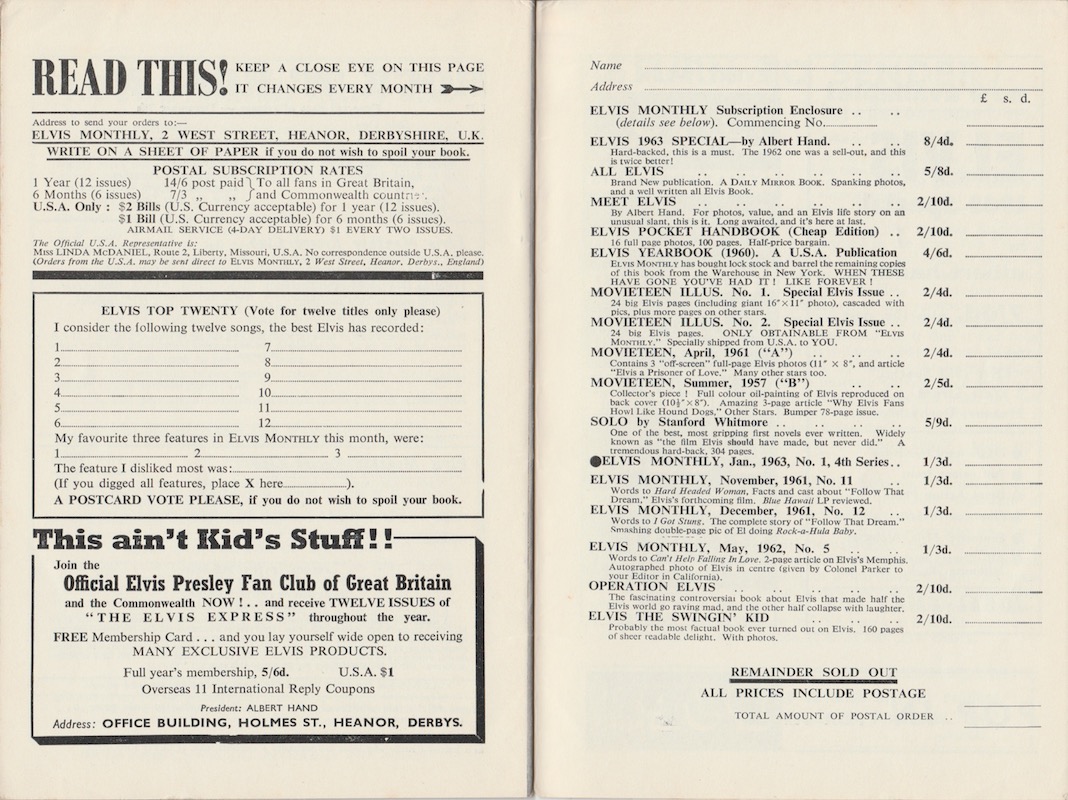 READ THIS! KEEP A CLOSE EYE ON THIS PAGE
IT CHANGES EVERY MONTH
Address to send your orders to:—
ELVIS MONTHLY, 2 WEST STREET, HEANOR, DERBYSHIRE, U.K.
WRITE ON A SHEET OF PAPER if you do not wish to spoil your book.
POSTAL SUBSCRIPTION RATES
1 Year (12 issues) 14/6 post paid } To all fans in Great Britain,
6 Months (6 issues) 7/3 „ „ } and Commonwealth countries.
U.S.A. Only : $2 Bills (U.S. Currency acceptable) for 1 year (12 issues).
$1 Bill (U.S. Currency acceptable) for 6 months (6 issues).
AIRMAIL SERVICE (4-DAY DELIVERY) $1 EVERY TWO ISSUES.
The Official U.S.A. Representative is:
Miss LINDA McDANIEL, Route 2, Liberty, Missouri, U.S.A. No correspondence outside U.S.A. please.
(Orders from the U.S.A. may be sent direct to ELVIS MONTHLY, 2 West Street, Heanor, Derbys., England)
ELVIS TOP TWENTY (Vote for twelve titles only please)
I consider the following twelve songs, the best Elvis has recorded:
1 7
2 8
3 9
4 10
5 11
6 12
My favourite three features in ELVIS MONTHLY this month, were:
1 2 3
The feature I disliked most was:
(If you digged all features, place X here ).
A POSTCARD VOTE PLEASE, if you do not wish to spoil your book.
This ain't Kid's Stuff!!
Join the
Official Elvis Presley Fan Club of Great Britain
and the Commonwealth NOW ! . . and receive TWELVE ISSUES of
"THE ELVIS EXPRESS" throughout the year.
FREE Membership Card . . . and you lay yourself wide open to receiving
MANY EXCLUSIVE ELVIS PRODUCTS.
Full year's membership, 5/6d. U.S.A. $1
Overseas 11 International Reply Coupons
President: ALBERT HAND
Address: OFFICE BUILDING, HOLMES ST., HEANOR, DERBYS.
Name
Address
£ s. d.
ELVIS MONTHLY Subscription Enclosure .. ..
(details see below). Commencing No.
ELVIS 1963 SPECIAL—by Albert Hand. .. .. 8/4d.
Hard-backed, this is a must. The 1962 one was a sell-out, and this
is twice better!
ALL ELVIS .. .. .. .. .. .. 5/8d.
Brand New publication. A DAILY MIRROR BOOK. Spanking photos,
and a well written all Elvis Book.
MEET ELVIS .. .. .. .. .. .. 2/10d.
By Albert Hand. For photos, value, and an Elvis life story on an
unusual slant, this is it. Long awaited, and it's here at last.
ELVIS POCKET HANDBOOK (Cheap Edition) .. 2/10d.
16 full page photos, 100 pages. Half-price bargain.
ELVIS YEARBOOK (1960). A U.S.A. Publication 4/6d.
ELVIS MONTHLY has bought lock stock and barrel the remaining copies
of this book from the Warehouse in New York. WHEN THESE
HAVE GONE YOU'VE HAD IT ! LIKE FOREVER !
MOVIETEEN ILLUS. No. 1. Special Elvis Issue .. 2/4d.
24 big Elvis pages (including giant 16"×11" photo), cascaded with
pics, plus more pages on other stars.
MOVIETEEN ILLUS. No. 2. Special Elvis Issue .. 2/4d.
24 big Elvis pages. ONLY OBTAINABLE FROM "ELVIS
MONTHLY." Specially shipped from U.S.A. to YOU.
MOVIETEEN, April, 1961 ("A") .. .. .. 2/4d.
Contains 3 "off-screen" full-page Elvis photos (11" × 8", and article
"Elvis a Prisoner of Love." Many other stars too.
MOVIETEEN, Summer, 1957 ("B") .. .. 2/5d.
Collector's piece ! Full colour oil-painting of Elvis reproduced on
back cover (10½"×8"). Amazing 3-page article "Why Elvis Fans
Howl Like Hound Dogs," Other Stars. Bumper 78-page issue.
SOLO by Stanford Whitmore .. .. .. .. 5/9d.
One of the best, most gripping first novels ever written. Widely
known as "the film Elvis should have made, but never did." A
tremendous hard-back, 304 pages.
●ELVIS MONTHLY, Jan., 1963, No. 1, 4th Series.. 1/3d.
ELVIS MONTHLY, November, 1961, No. 11 .. 1/3d.
Words to Hard Headed Woman, Facts and cast about "Follow That
Dream," Elvis's forthcoming film. Blue Hawaii LP reviewed.
ELVIS MONTHLY, December, 1961, No. 12 .. 1/3d.
Words to I Got Stung. The complete story of "Follow That Dream."
Smashing double-page pic of El doing Rock-a-Hula Baby.
ELVIS MONTHLY, May, 1962, No. 5 .. .. 1/3d.
Words to Can't Help Falling In Love. 2-page article on Elvis's Memphis.
Autographed photo of Elvis in centre (given by Colonel Parker to
your Editor in California).
OPERATION ELVIS .. .. .. .. .. 2/10d.
The fascinating controversial book about Elvis that made half the
Elvis world go raving mad, and the other half collapse with laughter.
ELVIS THE SWINGIN' KID .. .. .. 2/10d.
Probably the most factual book ever turned out on Elvis. 160 pages
of sheer readable delight. With photos.
REMAINDER SOLD OUT
ALL PRICES INCLUDE POSTAGE
TOTAL AMOUNT OF POSTAL ORDER ..